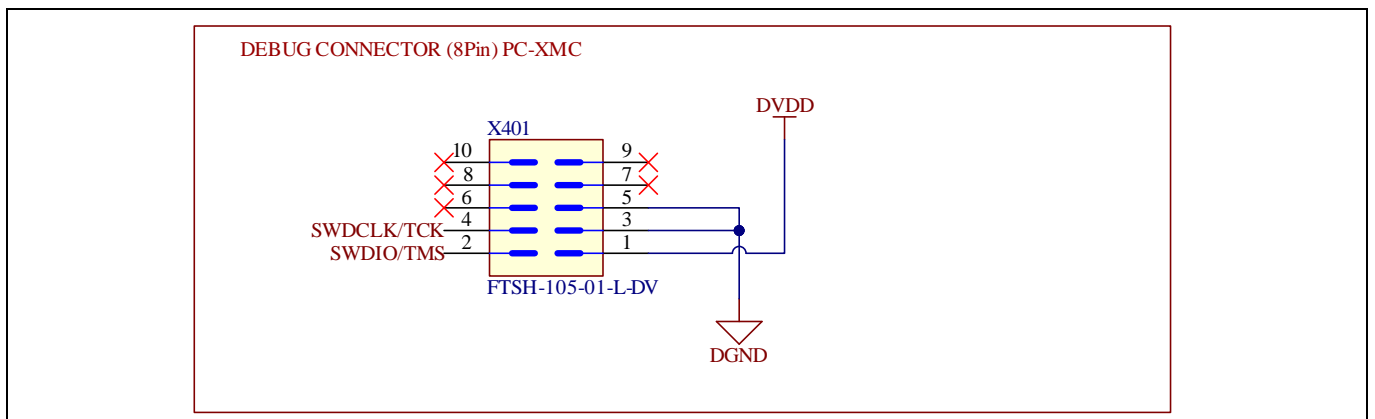 DEBUG CONNECTOR (8Pin) PC-XMC
DVDD
X401
10 9
8 7
6 5
SWDCLK/TCK 4 3
SWDIO/TMS 2 1
FTSH-105-01-L-DV
DGND